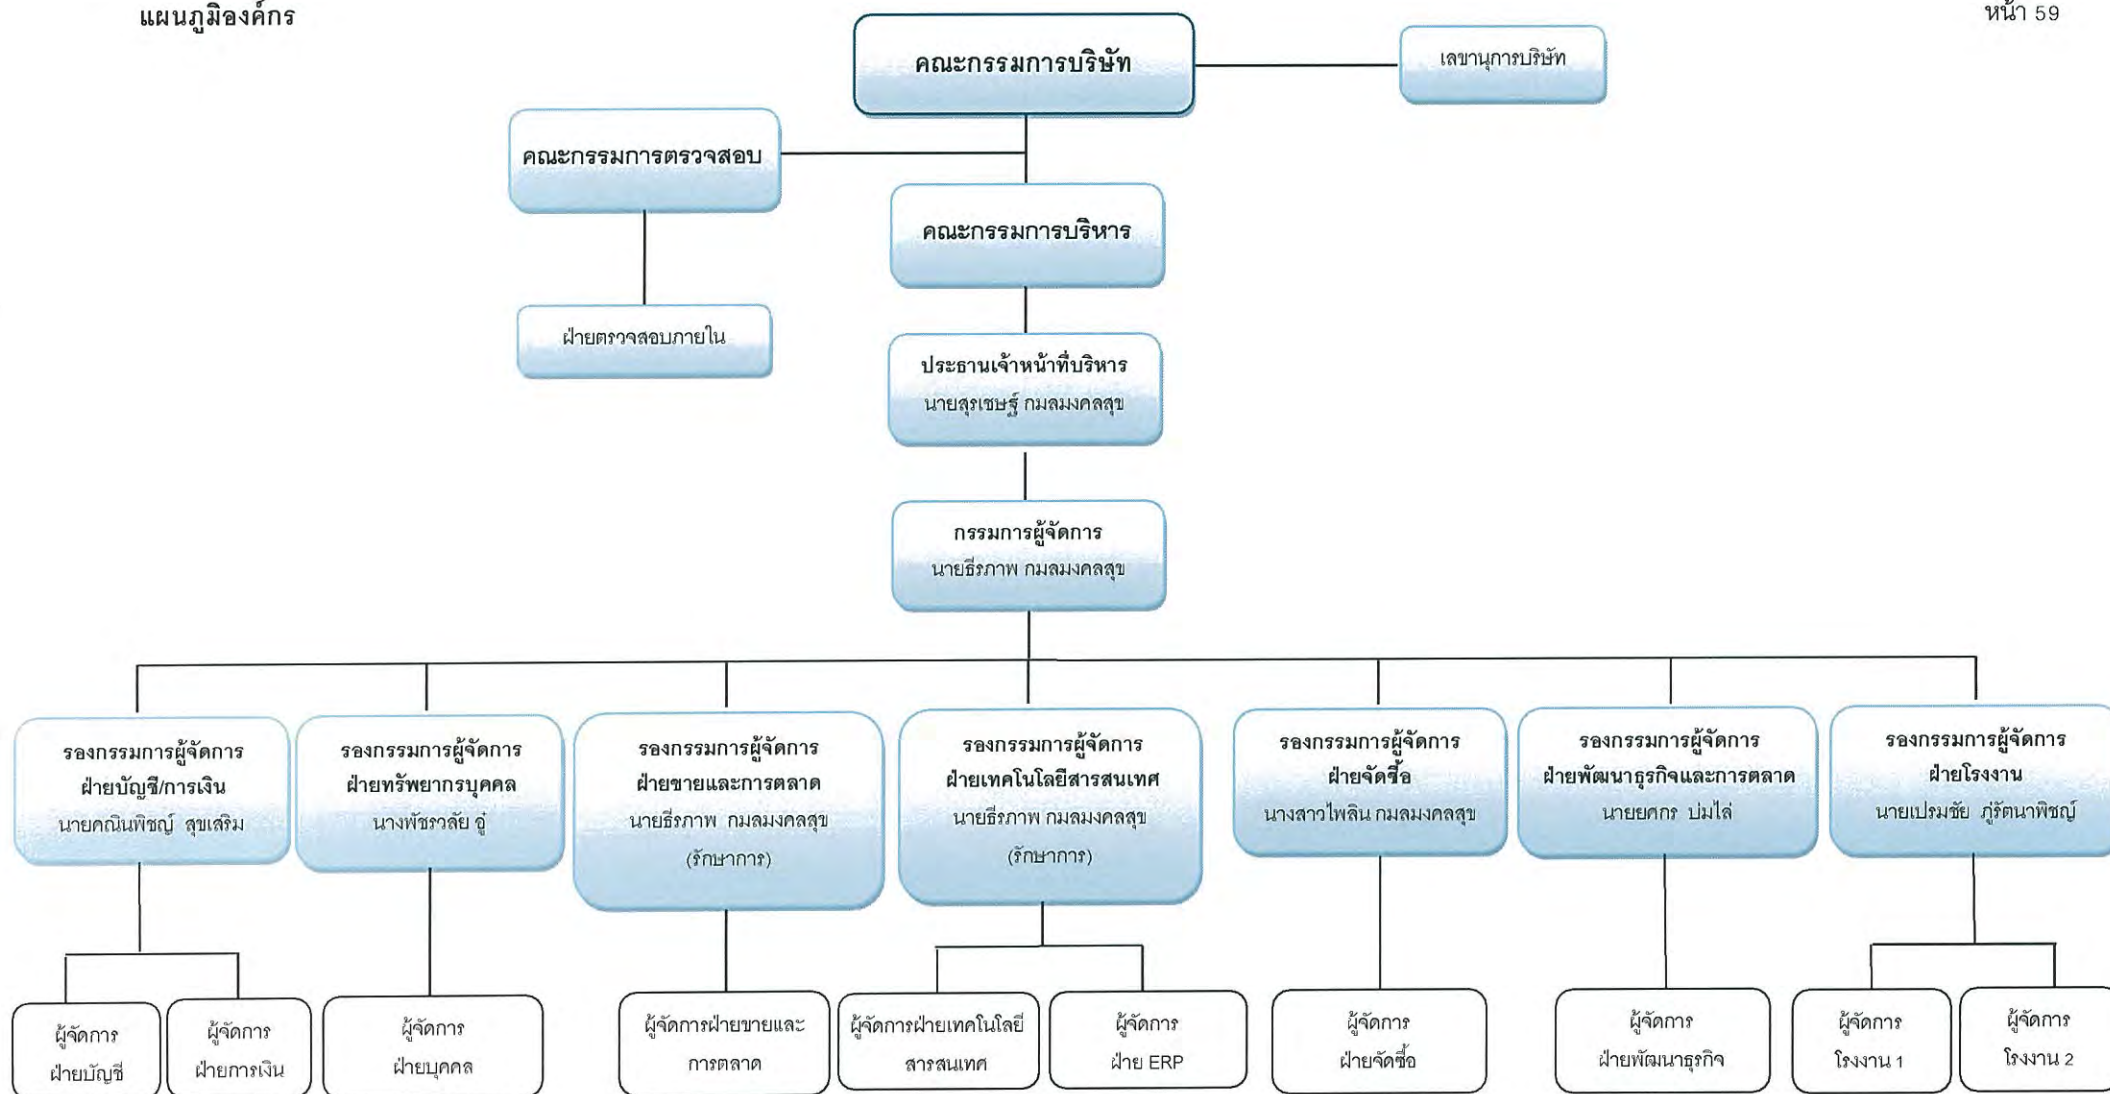 แผนภูมิองค์กร
หน้า 59
คณะกรรมการบริษัท
เลขานุการบริษัท
คณะกรรมการตรวจสอบ
คณะกรรมการบริหาร
ฝ่ายตรวจสอบภายใน
ประธานเจ้าหน้าที่บริหาร
นายสุรเชษฐ์ กมลมงคลสุข
กรรมการผู้จัดการ
นายธีรภาพ กมลมงคลสุข
รองกรรมการผู้จัดการ
ฝ่ายบัญชี/การเงิน
นายคณินพิชญ์ สุขเสริม
รองกรรมการผู้จัดการ
ฝ่ายทรัพยากรบุคคล
นางพัชรวลัย อู๋
รองกรรมการผู้จัดการ
ฝ่ายขายและการตลาด
นายธีรภาพ กมลมงคลสุข
(รักษาการ)
รองกรรมการผู้จัดการ
ฝ่ายเทคโนโลยีสารสนเทศ
นายธีรภาพ กมลมงคลสุข
(รักษาการ)
รองกรรมการผู้จัดการ
ฝ่ายจัดซื้อ
นางสาวไพลิน กมลมงคลสุข
รองกรรมการผู้จัดการ
ฝ่ายพัฒนาธุรกิจและการตลาด
นายยศกร บ่มไล่
รองกรรมการผู้จัดการ
ฝ่ายโรงงาน
นายเปรมชัย ภู่รัตนาพิชญ์
ผู้จัดการ
ฝ่ายบัญชี
ผู้จัดการ
ฝ่ายการเงิน
ผู้จัดการ
ฝ่ายบุคคล
ผู้จัดการฝ่ายขายและ
การตลาด
ผู้จัดการฝ่ายเทคโนโลยี
สารสนเทศ
ผู้จัดการ
ฝ่าย ERP
ผู้จัดการ
ฝ่ายจัดซื้อ
ผู้จัดการ
ฝ่ายพัฒนาธุรกิจ
ผู้จัดการ
โรงงาน 1
ผู้จัดการ
โรงงาน 2